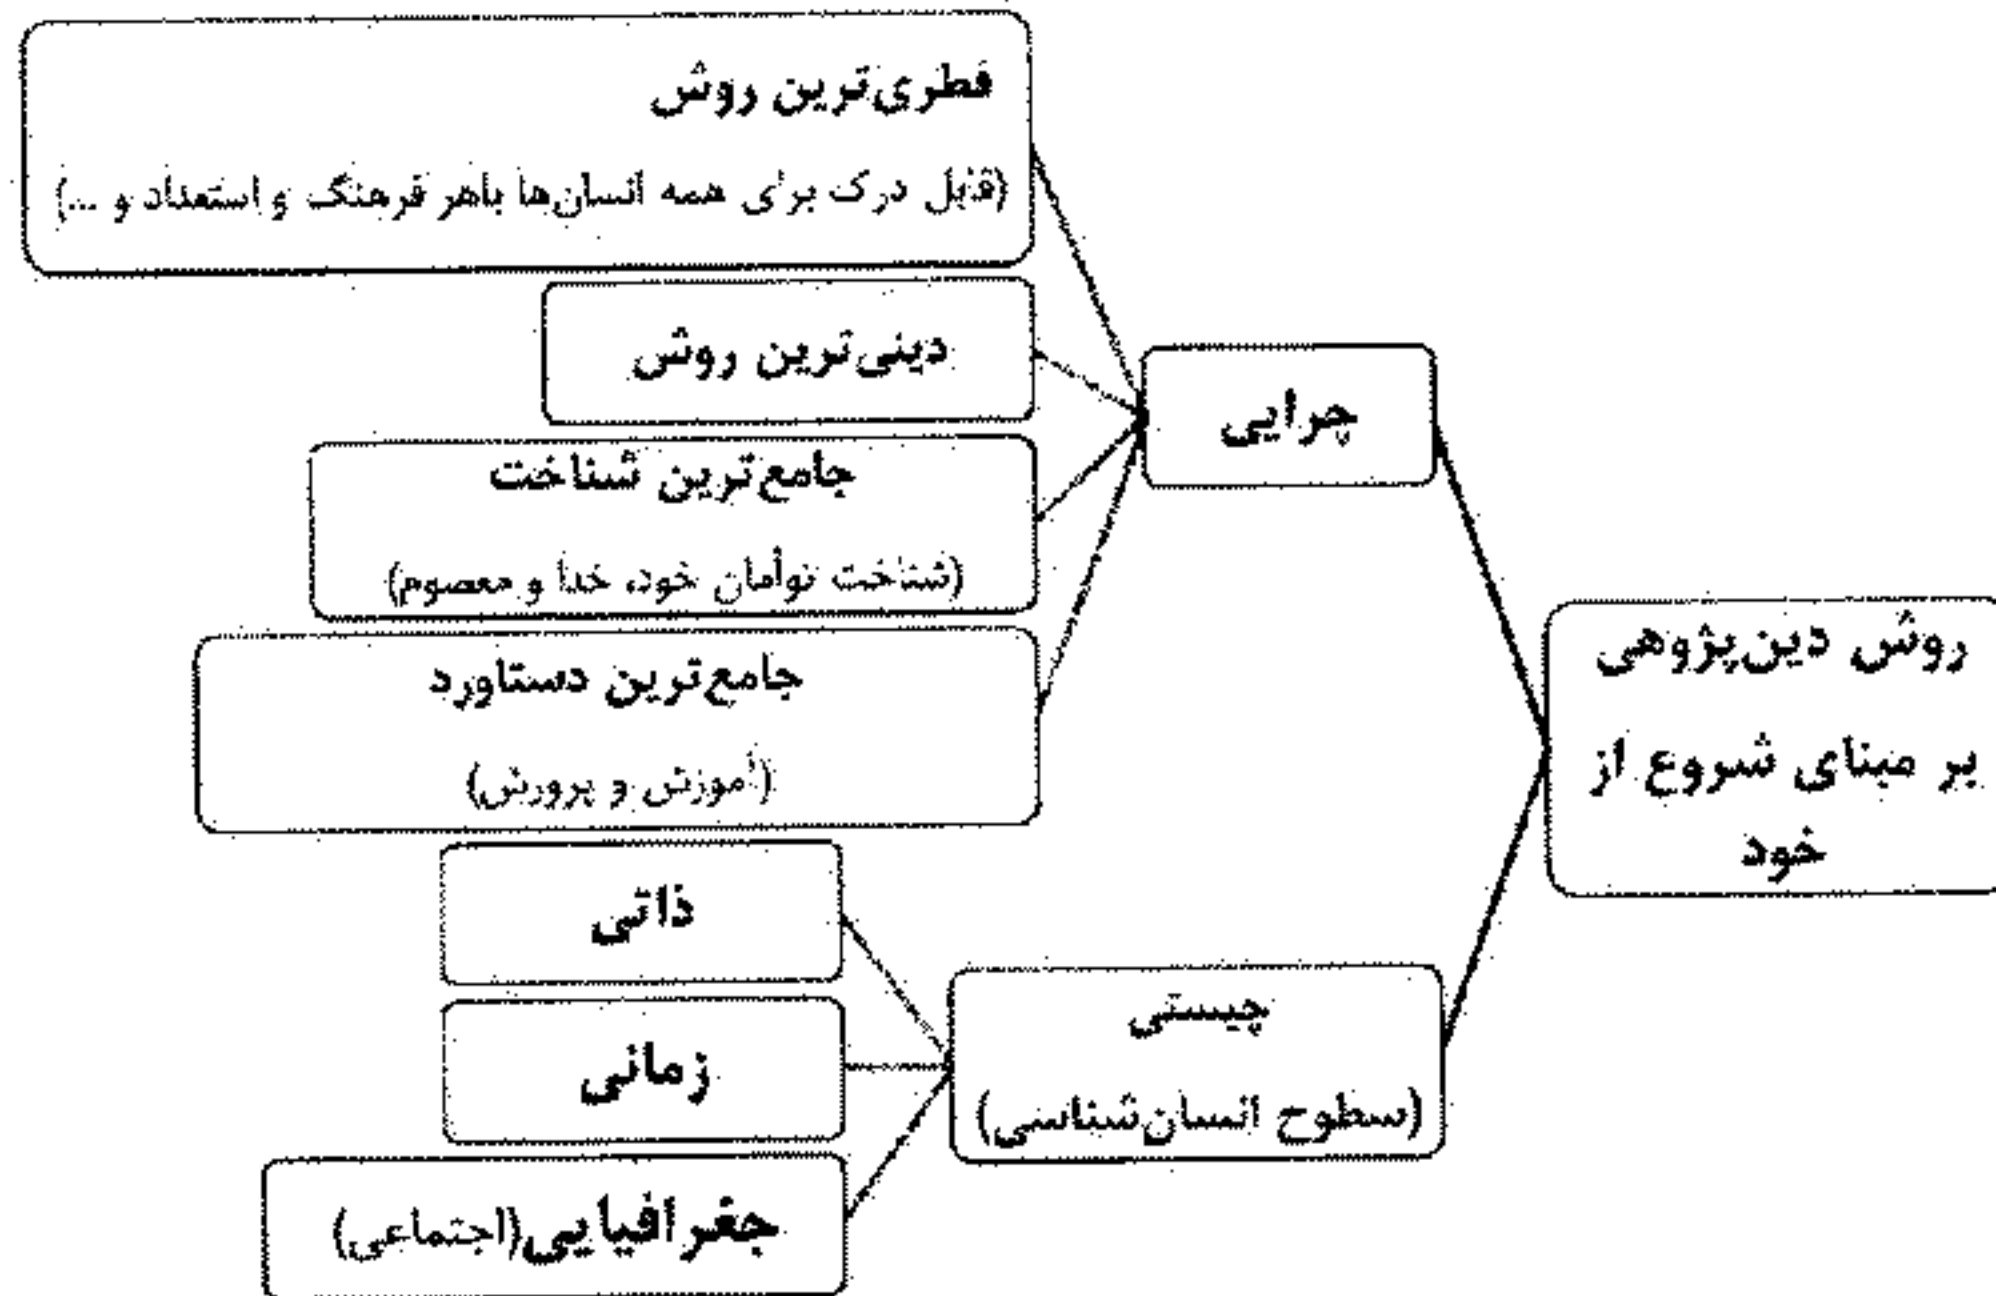 روش دین‌پژوهی
بر مبنای شروع از
خود
چرایی
فطری‌ترین روش
(قابل درک برای همه انسان‌ها باهر فرهنگ و استعداد و ...)
دینی‌ترین روش
جامع‌ترین شناخت
(شناخت توأمان خود، خدا و معصوم)
جامع‌ترین دستاورد
(آموزش و پرورش)
چیستی
(سطوح انسان‌شناسی)
ذاتی
زمانی
جغرافیایی(اجتماعی)